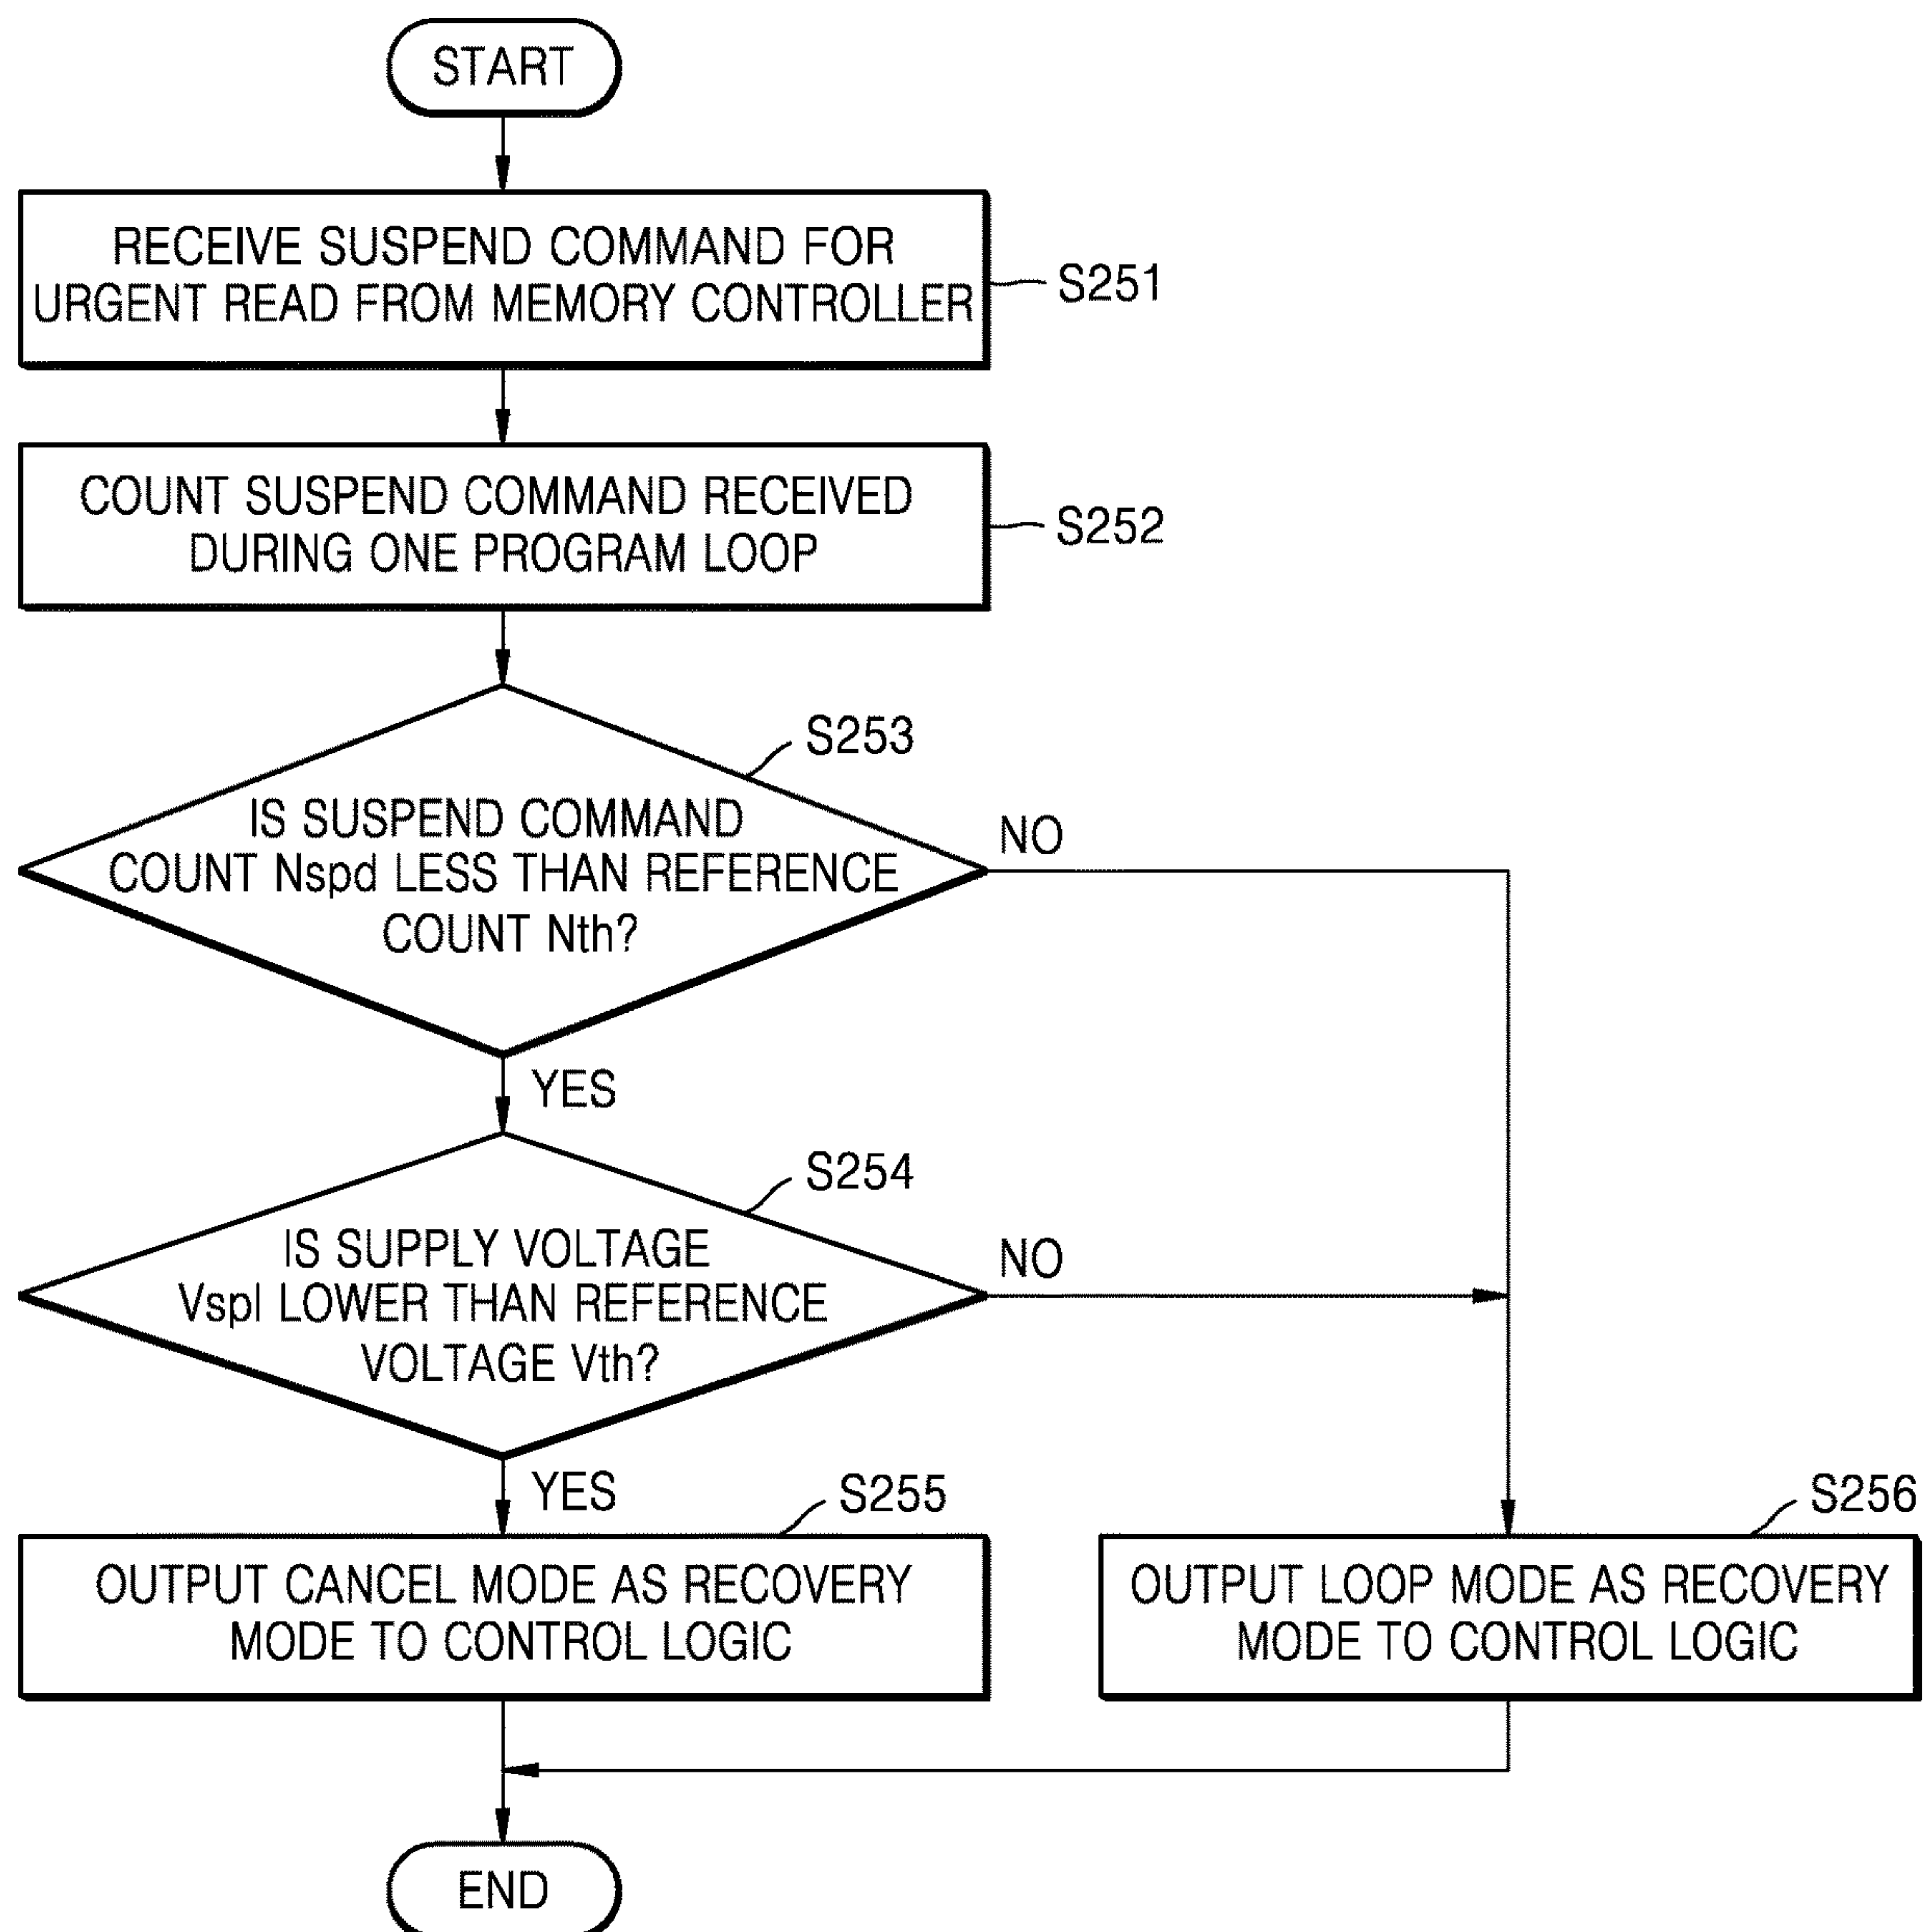 START
RECEIVE SUSPEND COMMAND FOR
URGENT READ FROM MEMORY CONTROLLER
S251
COUNT SUSPEND COMMAND RECEIVED
DURING ONE PROGRAM LOOP
S252
S253
IS SUSPEND COMMAND
COUNT Nspd LESS THAN REFERENCE
COUNT Nth?
NO
YES
S254
IS SUPPLY VOLTAGE
Vspl LOWER THAN REFERENCE
VOLTAGE Vth?
NO
YES
S255
OUTPUT CANCEL MODE AS RECOVERY
MODE TO CONTROL LOGIC
S256
OUTPUT LOOP MODE AS RECOVERY
MODE TO CONTROL LOGIC
END